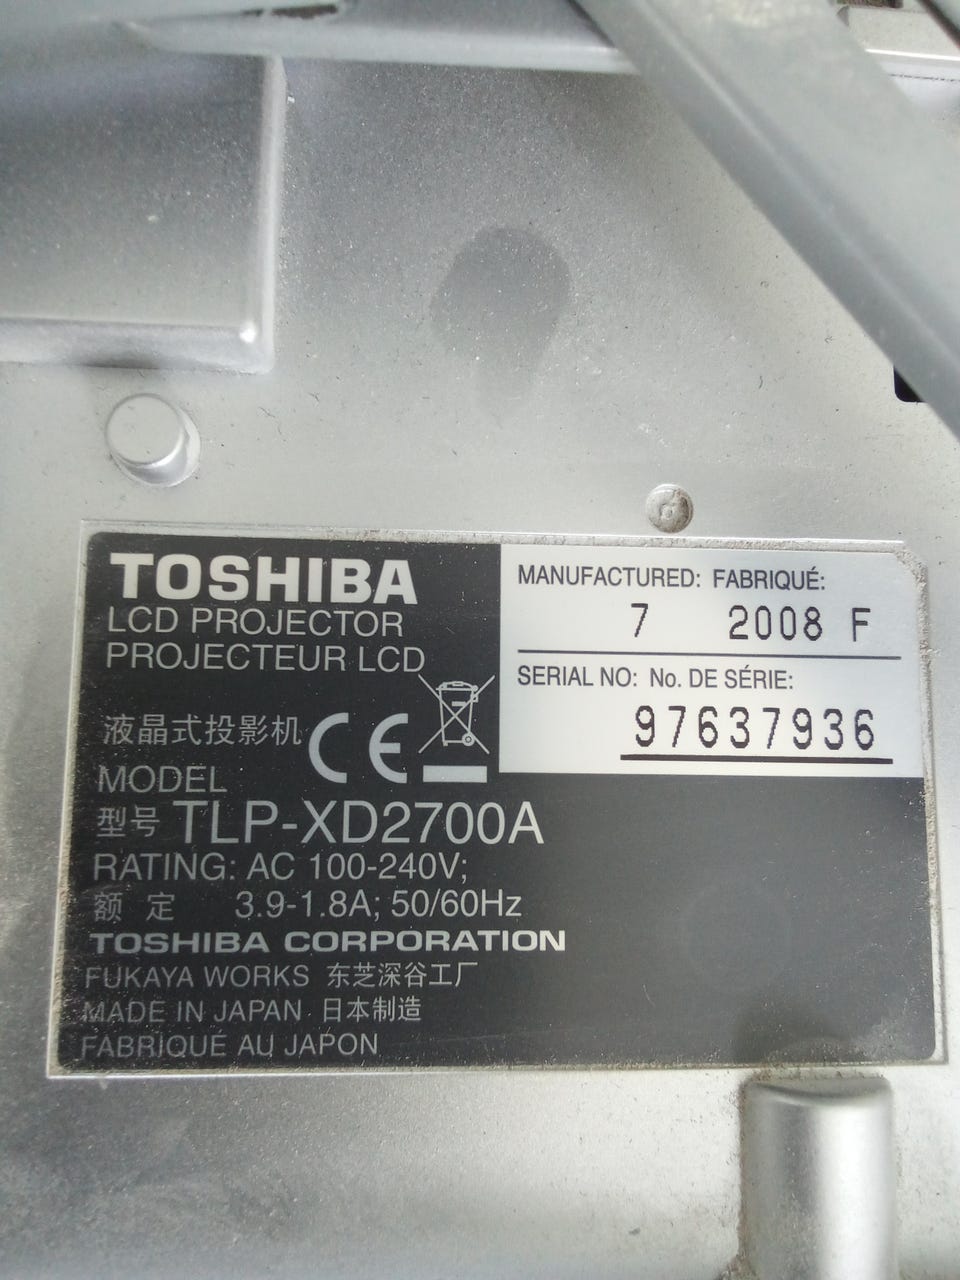 TOSHIBA
LCD PROJECTOR
PROJECTEUR LCD
液晶式投影机
MODEL
型号 TLP-XD2700A
RATING: AC 100-240V;
额 定 3.9-1.8A; 50/60Hz
TOSHIBA CORPORATION
FUKAYA WORKS 东芝深谷工厂
MADE IN JAPAN 日本制造
FABRIQUÉ AU JAPON
MANUFACTURED: FABRIQUÉ:
7 2008 F
SERIAL NO: No. DE SÉRIE:
97637936